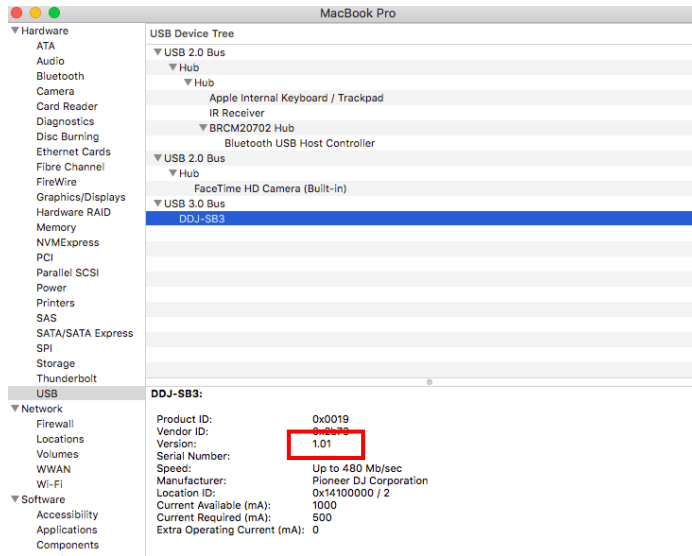 MacBook Pro
Hardware
ATA
Audio
Bluetooth
Camera
Card Reader
Diagnostics
Disc Burning
Ethernet Cards
Fibre Channel
FireWire
Graphics/Displays
Hardware RAID
Memory
NVMExpress
PCI
Parallel SCSI
Power
Printers
SAS
SATA/SATA Express
SPI
Storage
Thunderbolt
USB
Network
Firewall
Locations
Volumes
WWAN
Wi-Fi
Software
Accessibility
Applications
Components
USB Device Tree
USB 2.0 Bus
Hub
Hub
Apple Internal Keyboard / Trackpad
IR Receiver
BRCM20702 Hub
Bluetooth USB Host Controller
USB 2.0 Bus
Hub
FaceTime HD Camera (Built-in)
USB 3.0 Bus
DDJ-SB3
DDJ-SB3:
Product ID: 0x0019
Vendor ID:
Version: 1.01
Serial Number:
Speed: Up to 480 Mb/sec
Manufacturer: Pioneer DJ Corporation
Location ID: 0x14100000 / 2
Current Available (mA): 1000
Current Required (mA): 500
Extra Operating Current (mA): 0